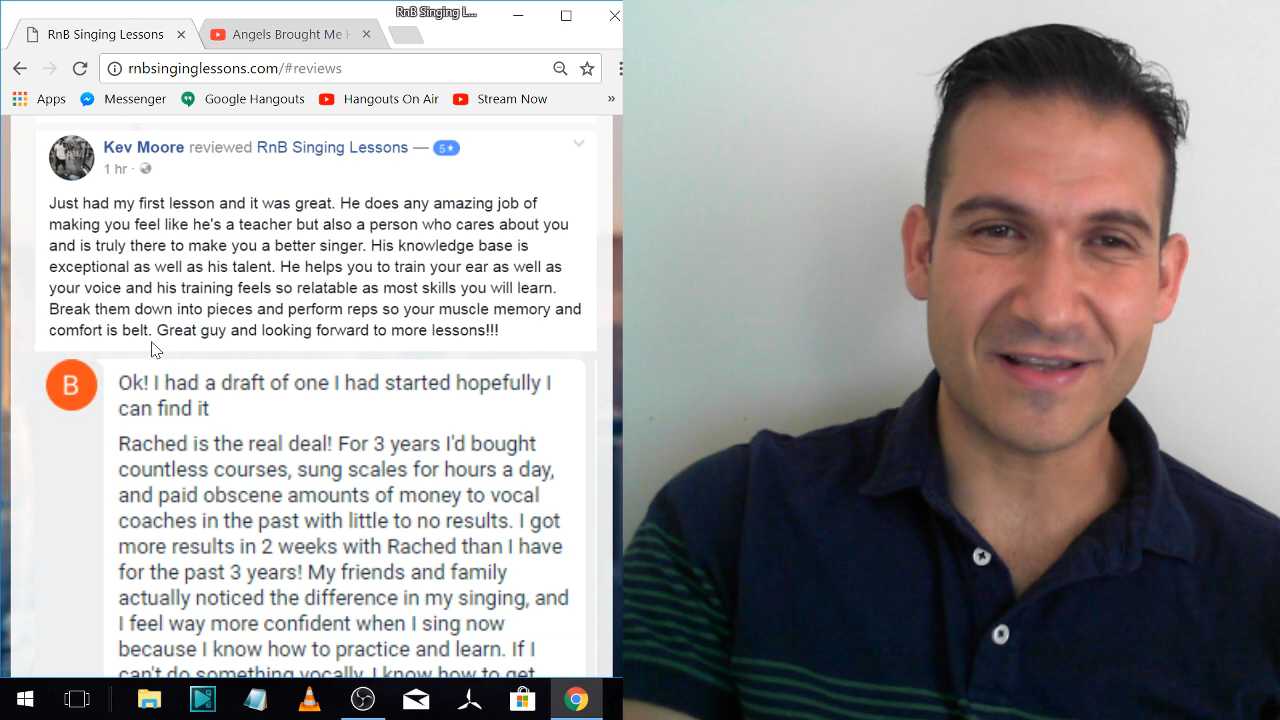 RnB Singing L...
RnB Singing Lessons
Angels Brought Me H
rnbsinginglessons.com/#reviews
Apps Messenger Google Hangouts Hangouts On Air Stream Now »
Kev Moore reviewed RnB Singing Lessons — 5★
1 hr ·
Just had my first lesson and it was great. He does any amazing job of
making you feel like he's a teacher but also a person who cares about you
and is truly there to make you a better singer. His knowledge base is
exceptional as well as his talent. He helps you to train your ear as well as
your voice and his training feels so relatable as most skills you will learn.
Break them down into pieces and perform reps so your muscle memory and
comfort is belt. Great guy and looking forward to more lessons!!!
B
Ok! I had a draft of one I had started hopefully I
can find it
Rached is the real deal! For 3 years I'd bought
countless courses, sung scales for hours a day,
and paid obscene amounts of money to vocal
coaches in the past with little to no results. I got
more results in 2 weeks with Rached than I have
for the past 3 years! My friends and family
actually noticed the difference in my singing, and
I feel way more confident when I sing now
because I know how to practice and learn. If I
can't do something vocally, I know how to get